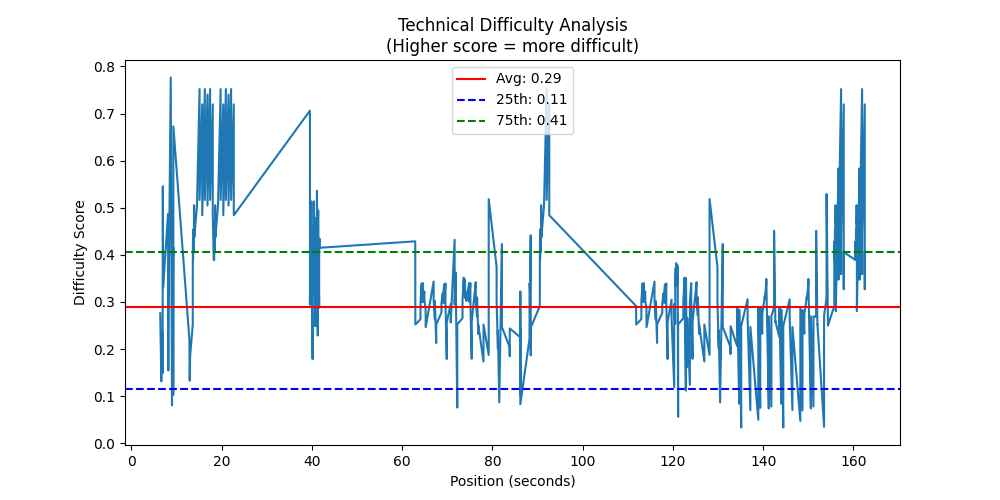 Technical Difficulty Analysis
(Higher score = more difficult)
Avg: 0.29
25th: 0.11
75th: 0.41
Difficulty Score
0.8
0.7
0.6
0.5
0.4
0.3
0.2
0.1
0.0
0 20 40 60 80 100 120 140 160
Position (seconds)